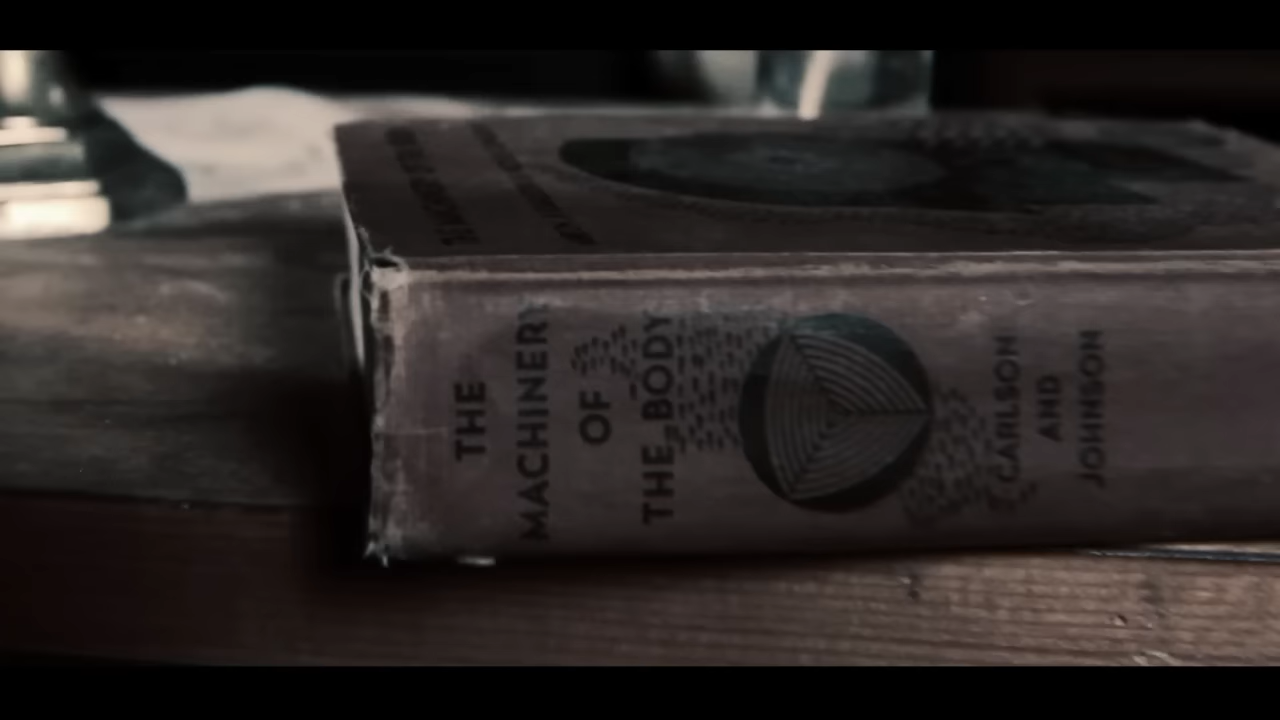 THE
MACHINERY
OF
THE BODY
CARLSON
AND
JOHNSON